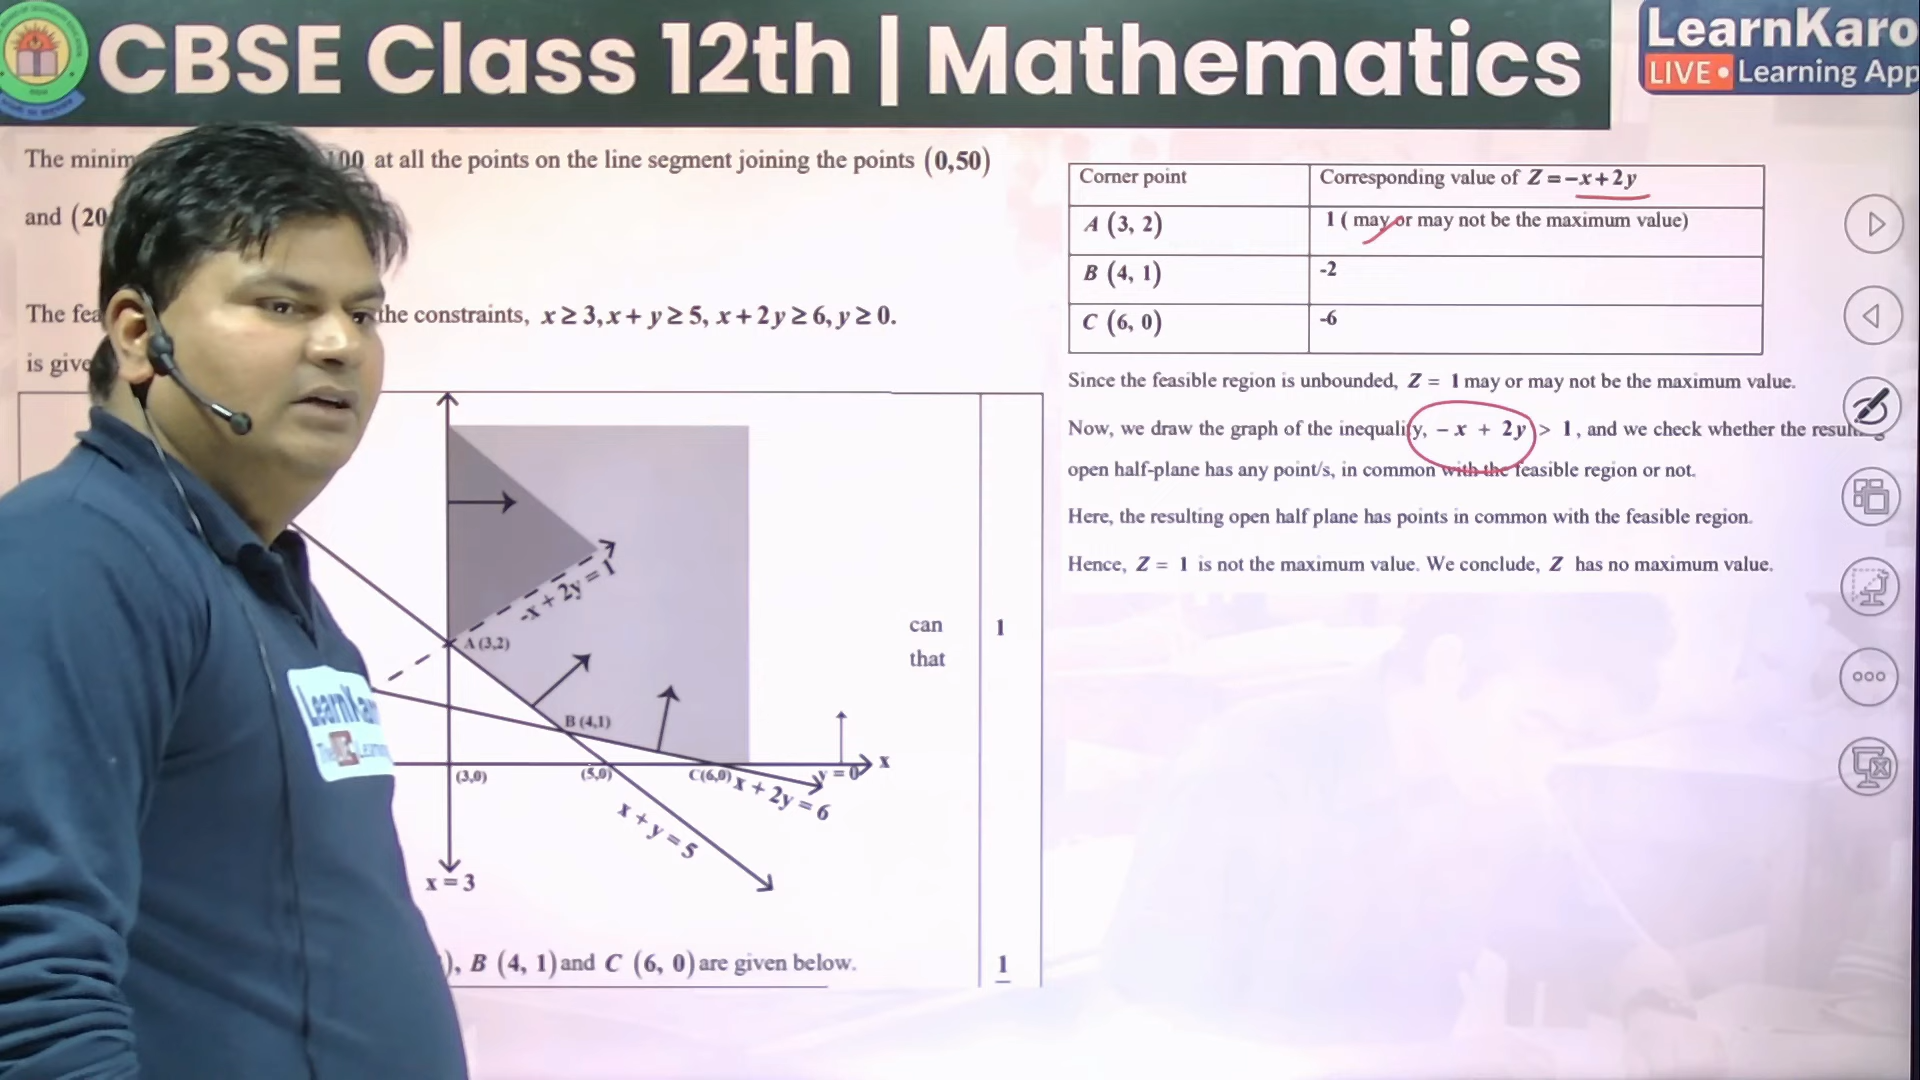 CBSE Class 12th | Mathematics
LearnKaro
LIVE • Learning App
The minim 100 at all the points on the line segment joining the points (0,50)
and (20
The fea the constraints, x ≥ 3, x + y ≥ 5, x + 2y ≥ 6, y ≥ 0.
is give
-x + 2y = 1
A (3,2)
B (4,1)
(3,0)
(5,0)
C(6,0)
y = 0
x
x + 2y = 6
x + y = 5
x = 3
can
that
1
), B (4, 1) and C (6, 0) are given below.
1
Corner point Corresponding value of Z = −x + 2y
A (3, 2) 1 ( may or may not be the maximum value)
B (4, 1) -2
C (6, 0) -6
Since the feasible region is unbounded, Z = 1 may or may not be the maximum value.
Now, we draw the graph of the inequality, − x + 2y > 1 , and we check whether the resul
open half-plane has any point/s, in common with the feasible region or not.
Here, the resulting open half plane has points in common with the feasible region.
Hence, Z = 1 is not the maximum value. We conclude, Z has no maximum value.
LearnKa
The Learning